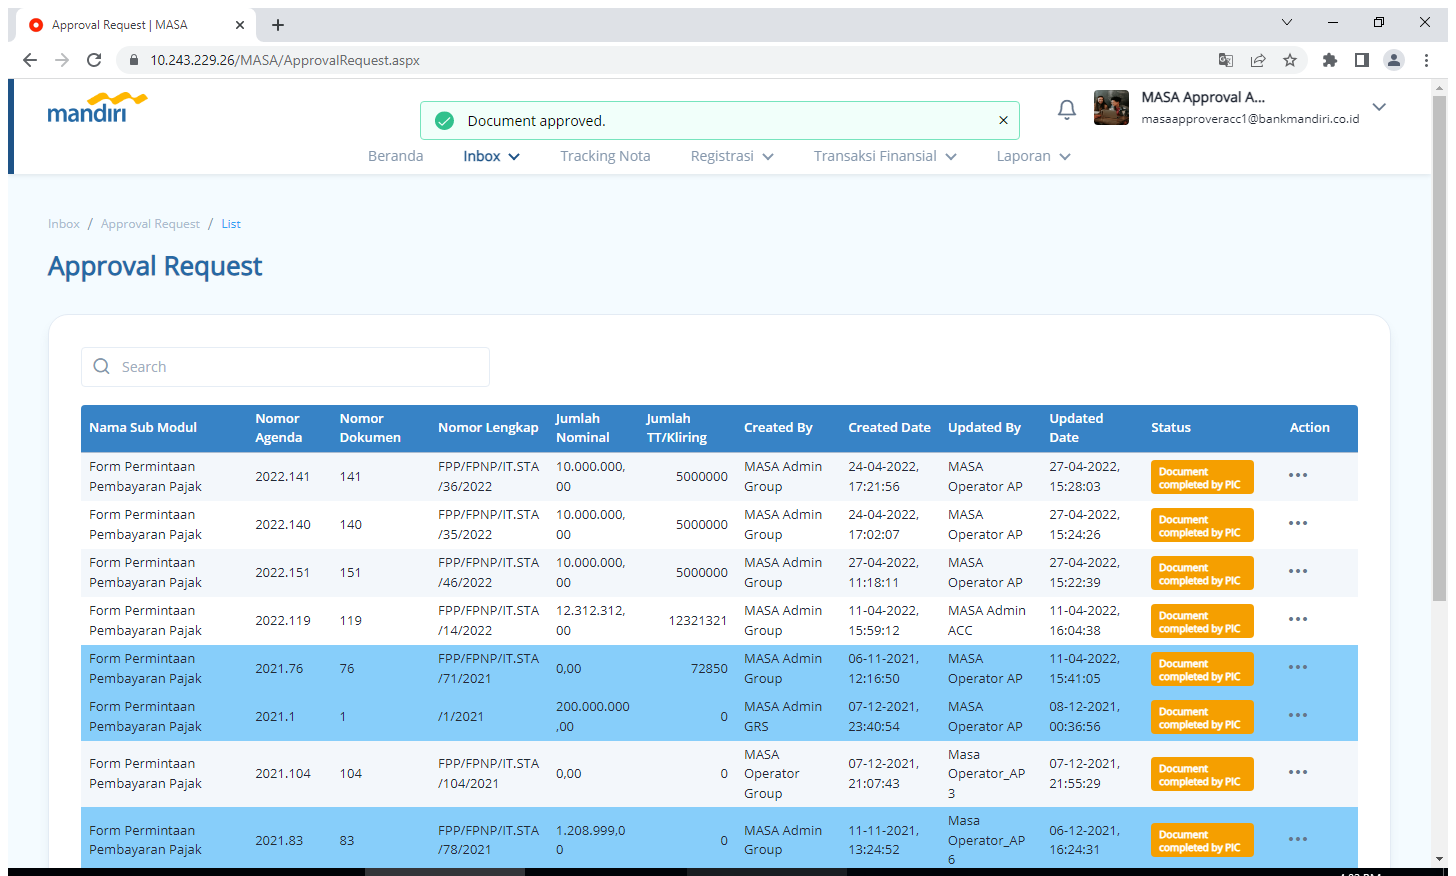 Approval Request | MASA
10.243.229.26/MASA/ApprovalRequest.aspx
mandiri
Document approved.
MASA Approval A...
masaapproveracc1@bankmandiri.co.id
Beranda Inbox Tracking Nota Registrasi Transaksi Finansial Laporan
Inbox / Approval Request / List
Approval Request
Search
Nama Sub Modul Nomor Agenda Nomor Dokumen Nomor Lengkap Jumlah Nominal Jumlah TT/Kliring Created By Created Date Updated By Updated Date Status Action
Form Permintaan Pembayaran Pajak 2022.141 141 FPP/FPNP/IT.STA/36/2022 10.000.000,00 5000000 MASA Admin Group 24-04-2022, 17:21:56 MASA Operator AP 27-04-2022, 15:28:03 Document completed by PIC
Form Permintaan Pembayaran Pajak 2022.140 140 FPP/FPNP/IT.STA/35/2022 10.000.000,00 5000000 MASA Admin Group 24-04-2022, 17:02:07 MASA Operator AP 27-04-2022, 15:24:26 Document completed by PIC
Form Permintaan Pembayaran Pajak 2022.151 151 FPP/FPNP/IT.STA/46/2022 10.000.000,00 5000000 MASA Admin Group 27-04-2022, 11:18:11 MASA Operator AP 27-04-2022, 15:22:39 Document completed by PIC
Form Permintaan Pembayaran Pajak 2022.119 119 FPP/FPNP/IT.STA/14/2022 12.312.312,00 12321321 MASA Admin Group 11-04-2022, 15:59:12 MASA Admin ACC 11-04-2022, 16:04:38 Document completed by PIC
Form Permintaan Pembayaran Pajak 2021.76 76 FPP/FPNP/IT.STA/71/2021 0,00 72850 MASA Admin Group 06-11-2021, 12:16:50 MASA Operator AP 11-04-2022, 15:41:05 Document completed by PIC
Form Permintaan Pembayaran Pajak 2021.1 1 /1/2021 200.000.000,00 0 MASA Admin GRS 07-12-2021, 23:40:54 MASA Operator AP 08-12-2021, 00:36:56 Document completed by PIC
Form Permintaan Pembayaran Pajak 2021.104 104 FPP/FPNP/IT.STA/104/2021 0,00 0 MASA Operator Group 07-12-2021, 21:07:43 Masa Operator_AP3 07-12-2021, 21:55:29 Document completed by PIC
Form Permintaan Pembayaran Pajak 2021.83 83 FPP/FPNP/IT.STA/78/2021 1.208.999,00 0 MASA Admin Group 11-11-2021, 13:24:52 Masa Operator_AP6 06-12-2021, 16:24:31 Document completed by PIC